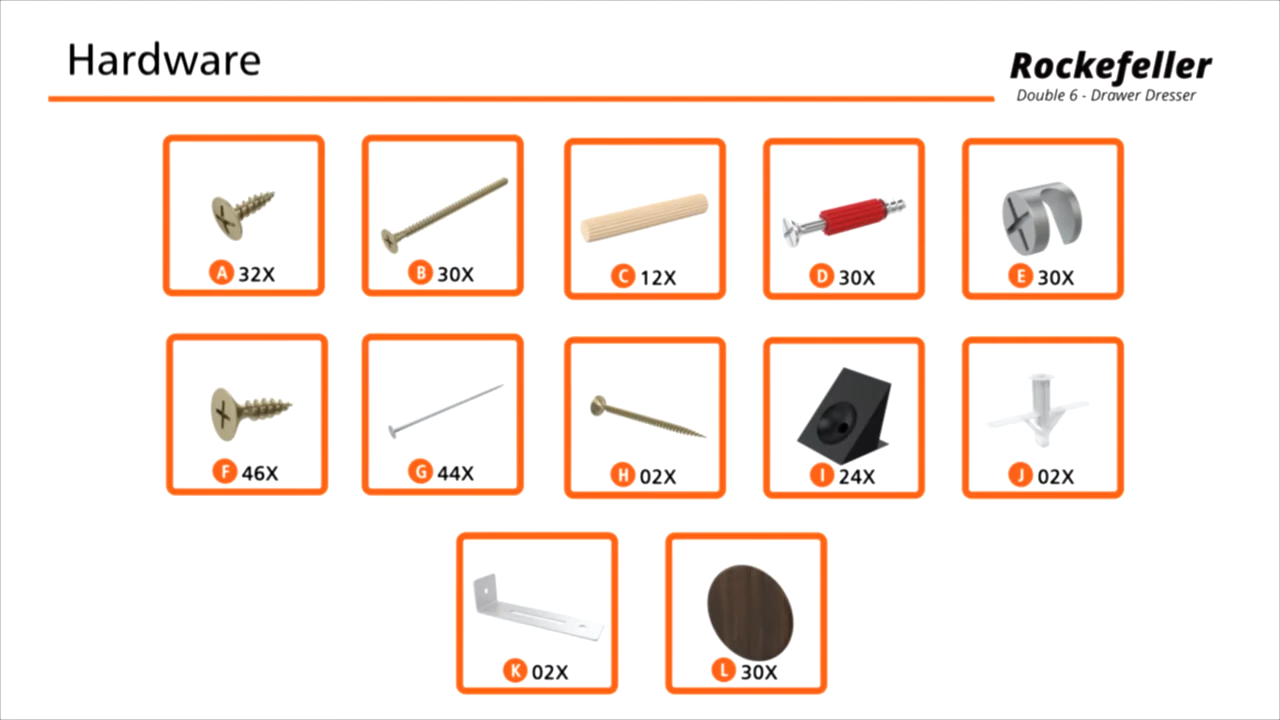 Hardware
Rockefeller
Double 6 - Drawer Dresser
A 32X
B 30X
C 12X
D 30X
E 30X
F 46X
G 44X
H 02X
I 24X
J 02X
K 02X
L 30X